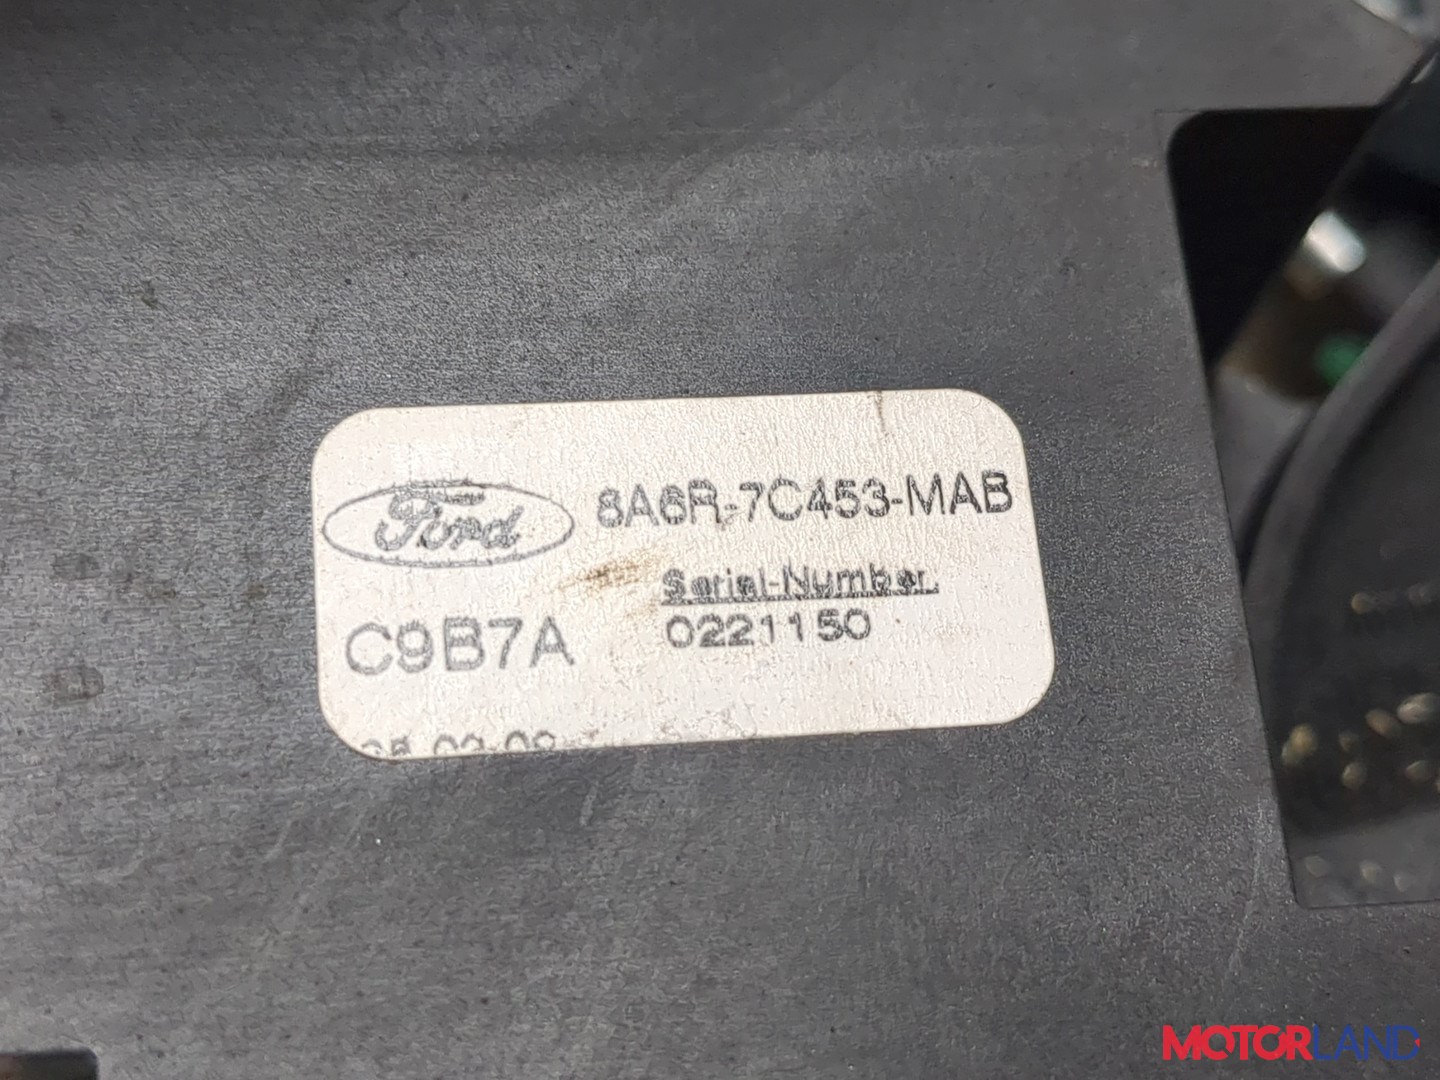 Ford
8A6R-7C453-MAB
Serial-Number
0221150
C9B7A
MOTORLAND